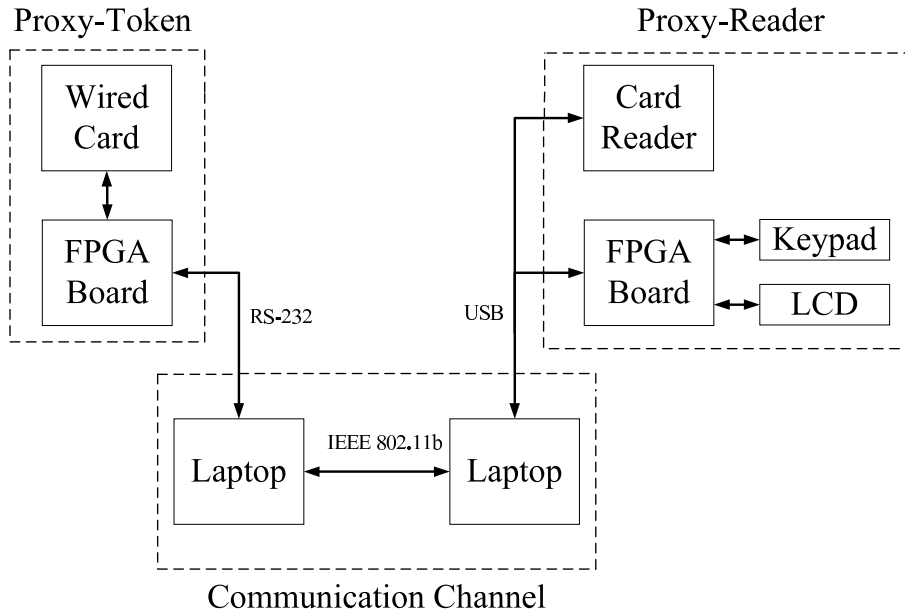 Proxy-Token
Proxy-Reader
Wired
Card
FPGA
Board
Card
Reader
FPGA
Board
Keypad
LCD
RS-232
USB
Laptop
IEEE 802.11b
Laptop
Communication Channel